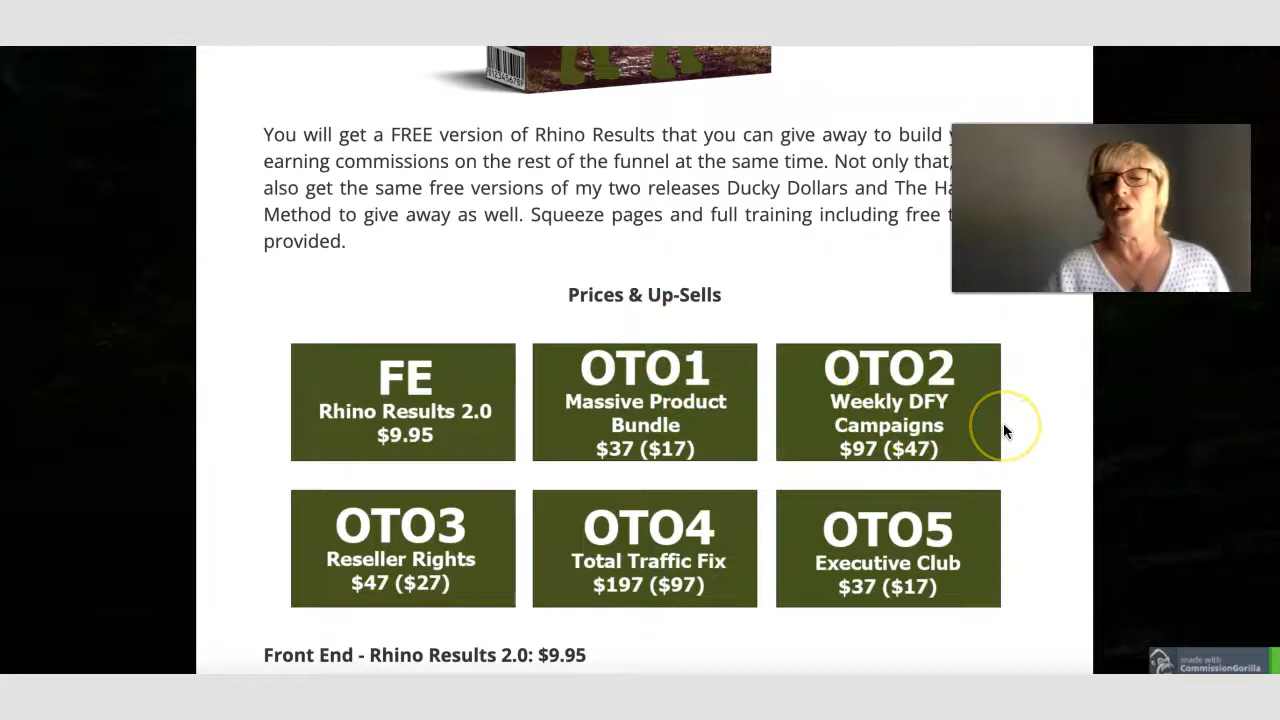 0123456789
You will get a FREE version of Rhino Results that you can give away to build
earning commissions on the rest of the funnel at the same time. Not only that,
also get the same free versions of my two releases Ducky Dollars and The
Method to give away as well. Squeeze pages and full training including free
provided.
Prices & Up-Sells
FE
Rhino Results 2.0
$9.95
OTO1
Massive Product
Bundle
$37 ($17)
OTO2
Weekly DFY
Campaigns
$97 ($47)
OTO3
Reseller Rights
$47 ($27)
OTO4
Total Traffic Fix
$197 ($97)
OTO5
Executive Club
$37 ($17)
Front End - Rhino Results 2.0: $9.95
made with
CommissionGorilla